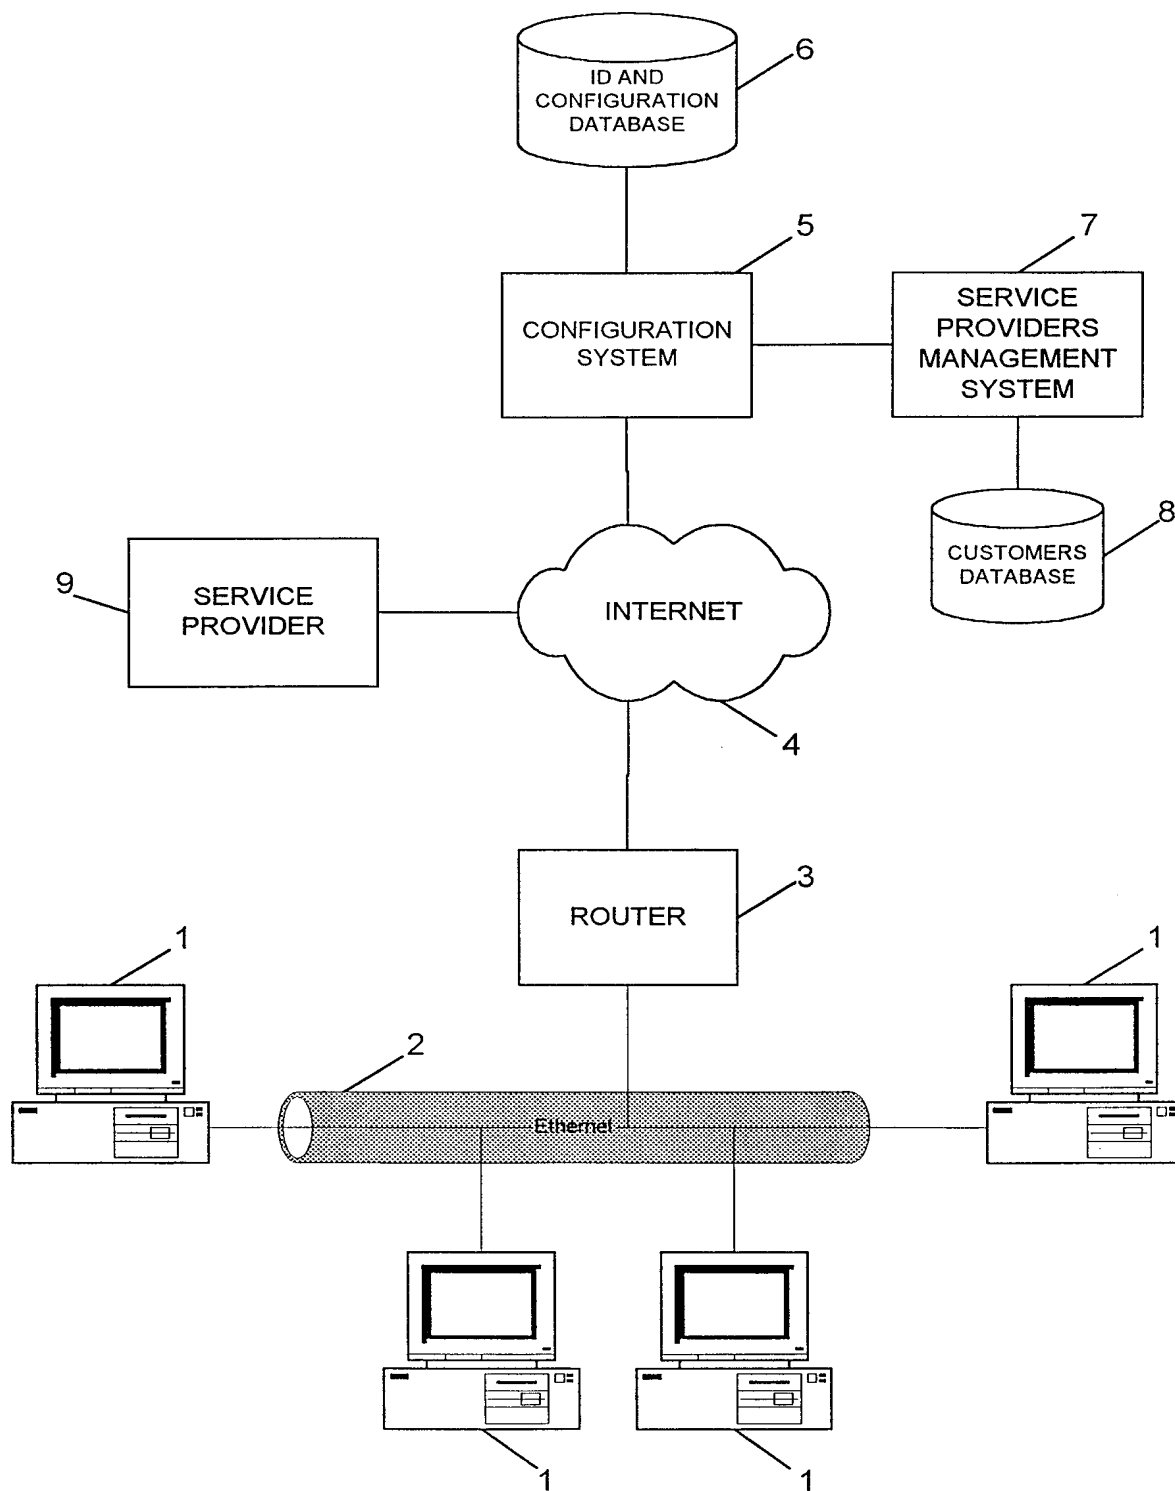 6
ID AND
CONFIGURATION
DATABASE
5
7
CONFIGURATION
SYSTEM
SERVICE
PROVIDERS
MANAGEMENT
SYSTEM
8
CUSTOMERS
DATABASE
9
SERVICE
PROVIDER
INTERNET
4
3
ROUTER
1
1
2
Ethernet
1
1